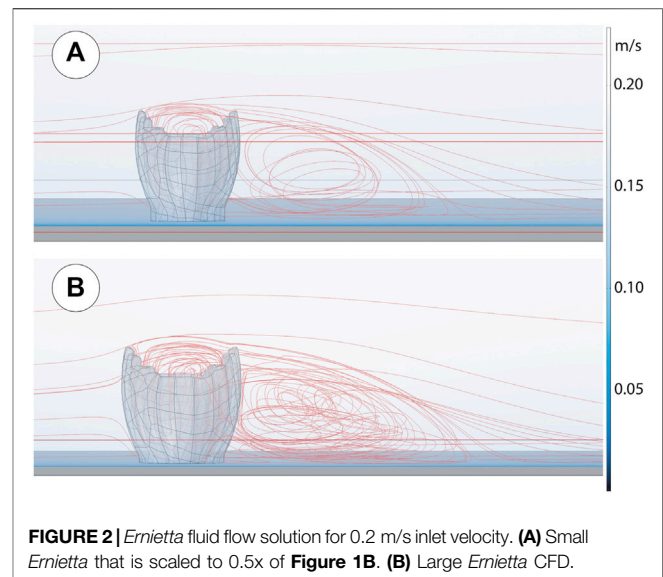 A
m/s
0.20
0.15
B
0.10
0.05
FIGURE 2 | Ernietta fluid flow solution for 0.2 m/s inlet velocity. (A) Small
Ernietta that is scaled to 0.5x of Figure 1B. (B) Large Ernietta CFD.